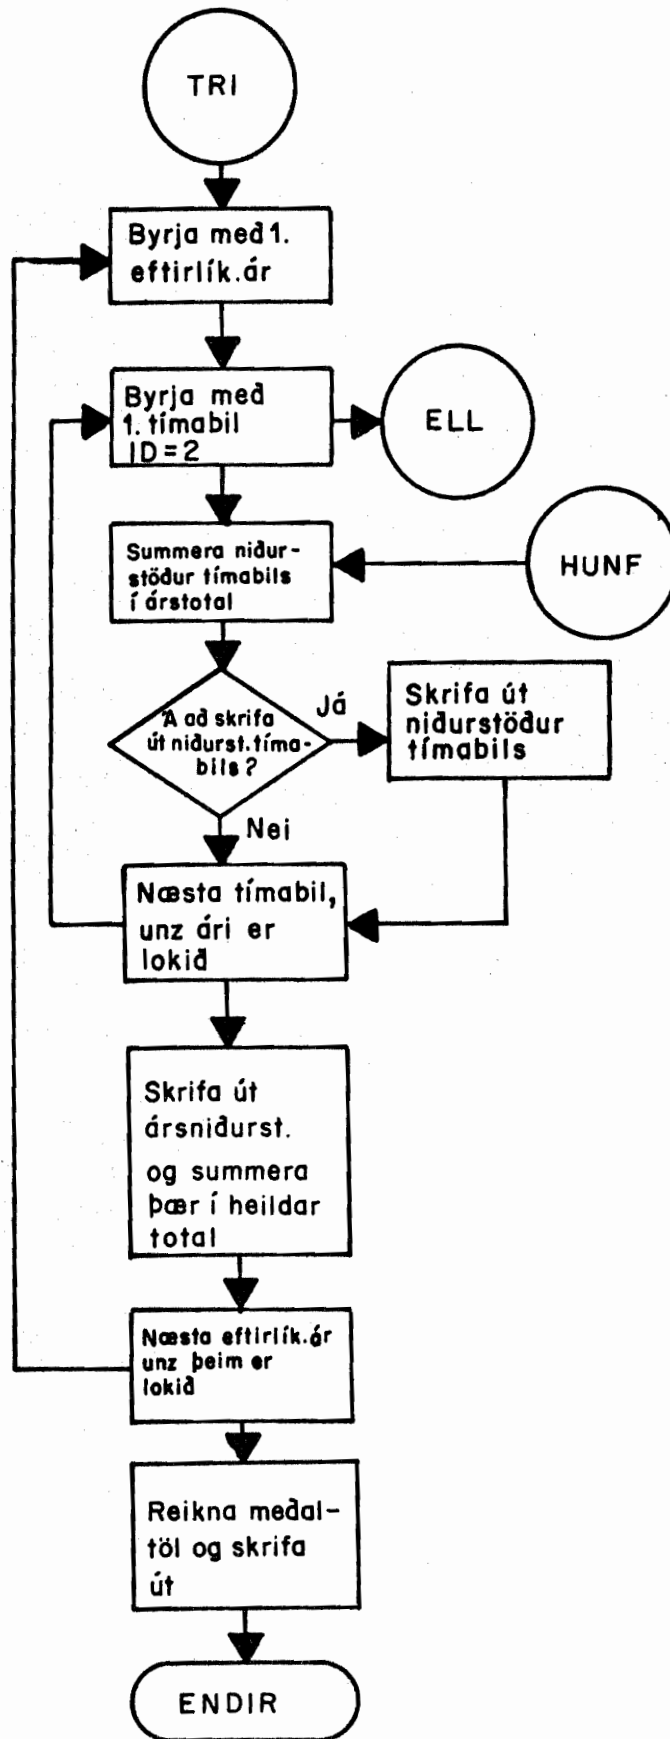 TRI
Byrja með 1.
eftirlík.ár
Byrja með
1. tímabil
ID=2
ELL
Summera niður-
stöður tímabils
í árstotal
HUNF
Á að skrifa
út niðurst. tíma-
bils?
Já
Skrifa út
niðurstöður
tímabils
Nei
Næsta tímabil,
unz ári er
lokið
Skrifa út
ársniðurst.
og summera
þær í heildar
total
Næsta eftirlík.ár
unz þeim er
lokið
Reikna meðal-
töl og skrifa
út
ENDIR